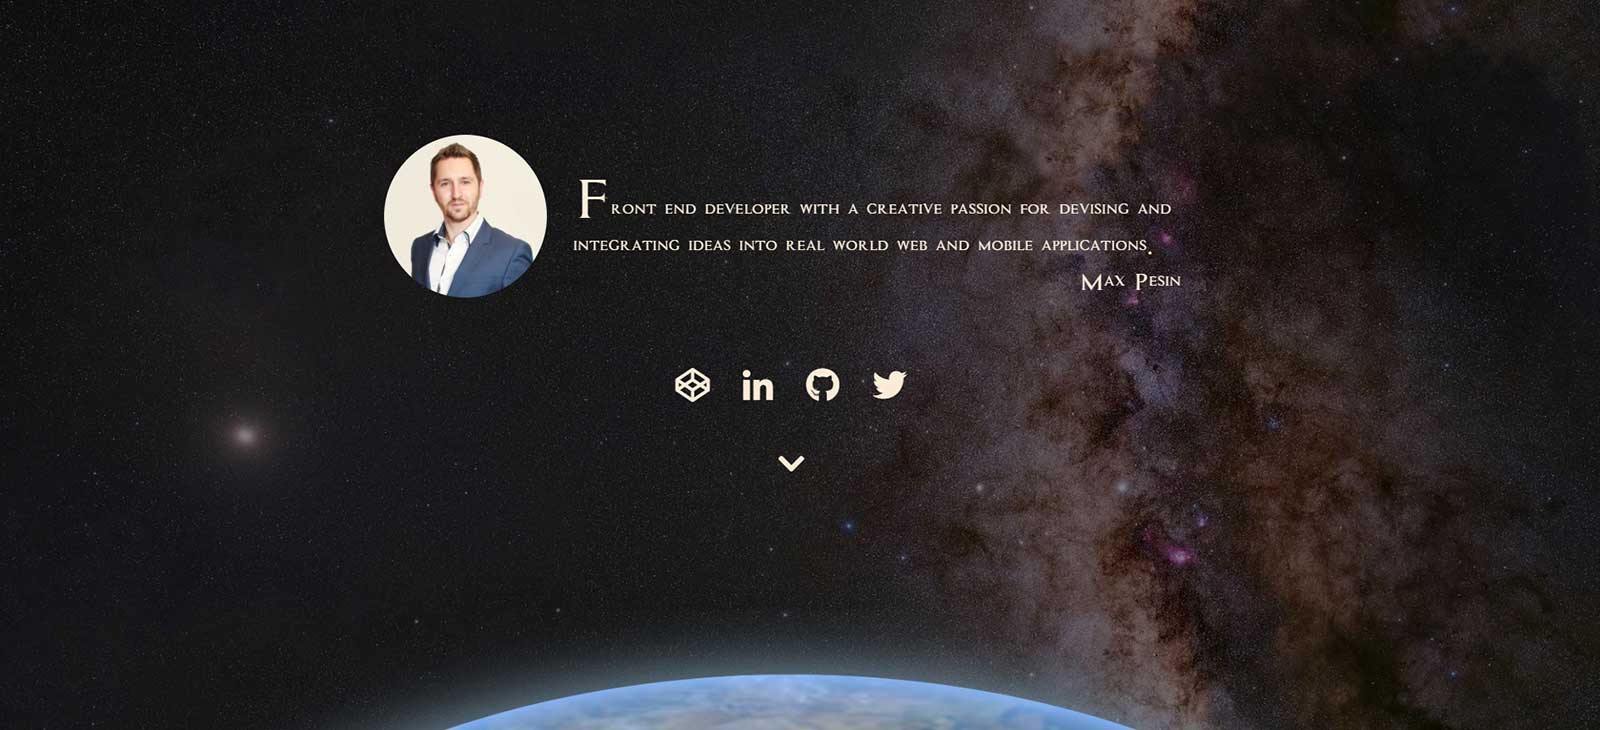 Front end developer with a creative passion for devising and
integrating ideas into real world web and mobile applications.
Max Pesin
in